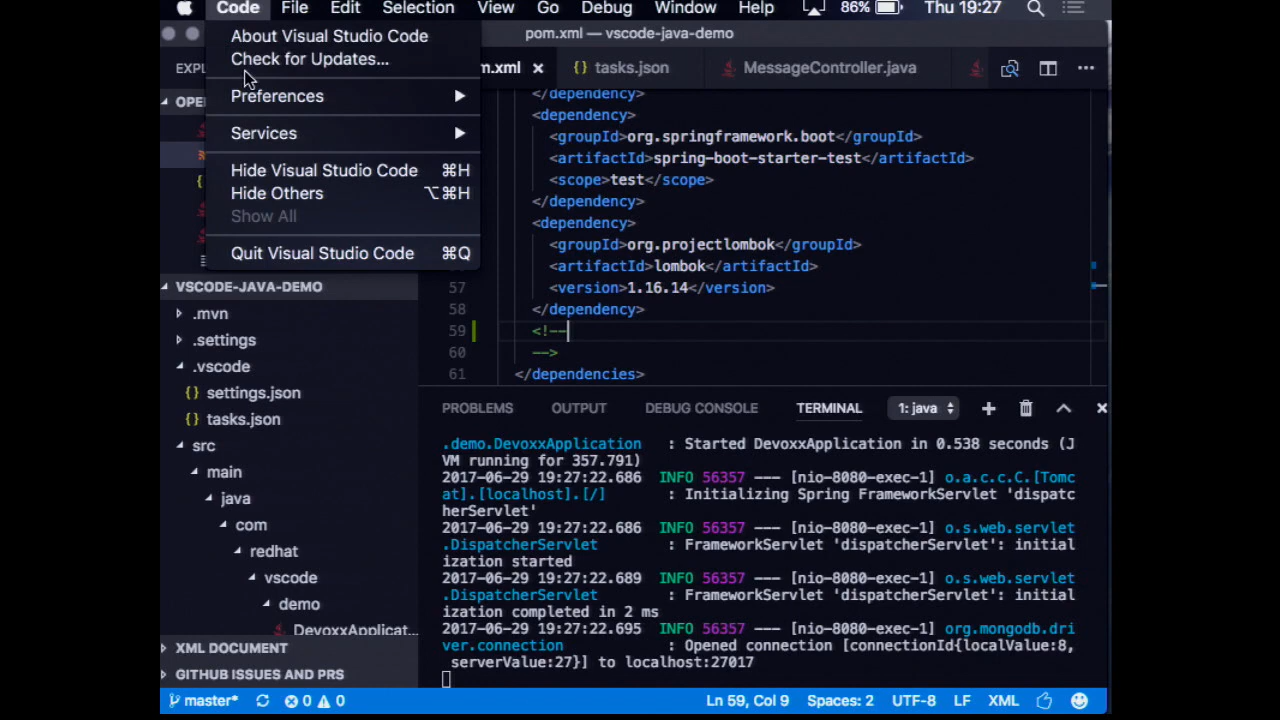 Code File Edit Selection View Go Debug Window Help 86% Thu 19:27
About Visual Studio Code
Check for Updates...
Preferences
Services
Hide Visual Studio Code ⌘H
Hide Others ⌥⌘H
Show All
Quit Visual Studio Code ⌘Q
pom.xml — vscode-java-demo
EXPL
m.xml tasks.json MessageController.java
OPE
</dependency>
<dependency>
<groupId>org.springframework.boot</groupId>
<artifactId>spring-boot-starter-test</artifactId>
<scope>test</scope>
</dependency>
<dependency>
<groupId>org.projectlombok</groupId>
<artifactId>lombok</artifactId>
57 <version>1.16.14</version>
58 </dependency>
59 <!--
60 -->
61 </dependencies>
VSCODE-JAVA-DEMO
.mvn
.settings
.vscode
{} settings.json
{} tasks.json
src
main
java
com
redhat
vscode
demo
DevoxxApplicat...
XML DOCUMENT
GITHUB ISSUES AND PRS
PROBLEMS OUTPUT DEBUG CONSOLE TERMINAL 1: java
.demo.DevoxxApplication : Started DevoxxApplication in 0.538 seconds (J
VM running for 357.791)
2017-06-29 19:27:22.686 INFO 56357 --- [nio-8080-exec-1] o.a.c.c.C.[Tomc
at].[localhost].[/] : Initializing Spring FrameworkServlet 'dispatc
herServlet'
2017-06-29 19:27:22.686 INFO 56357 --- [nio-8080-exec-1] o.s.web.servlet
.DispatcherServlet : FrameworkServlet 'dispatcherServlet': initial
ization started
2017-06-29 19:27:22.689 INFO 56357 --- [nio-8080-exec-1] o.s.web.servlet
.DispatcherServlet : FrameworkServlet 'dispatcherServlet': initial
ization completed in 2 ms
2017-06-29 19:27:22.695 INFO 56357 --- [nio-8080-exec-1] org.mongodb.dri
ver.connection : Opened connection [connectionId{localValue:8,
serverValue:27}] to localhost:27017
master* 0 0 Ln 59, Col 9 Spaces: 2 UTF-8 LF XML